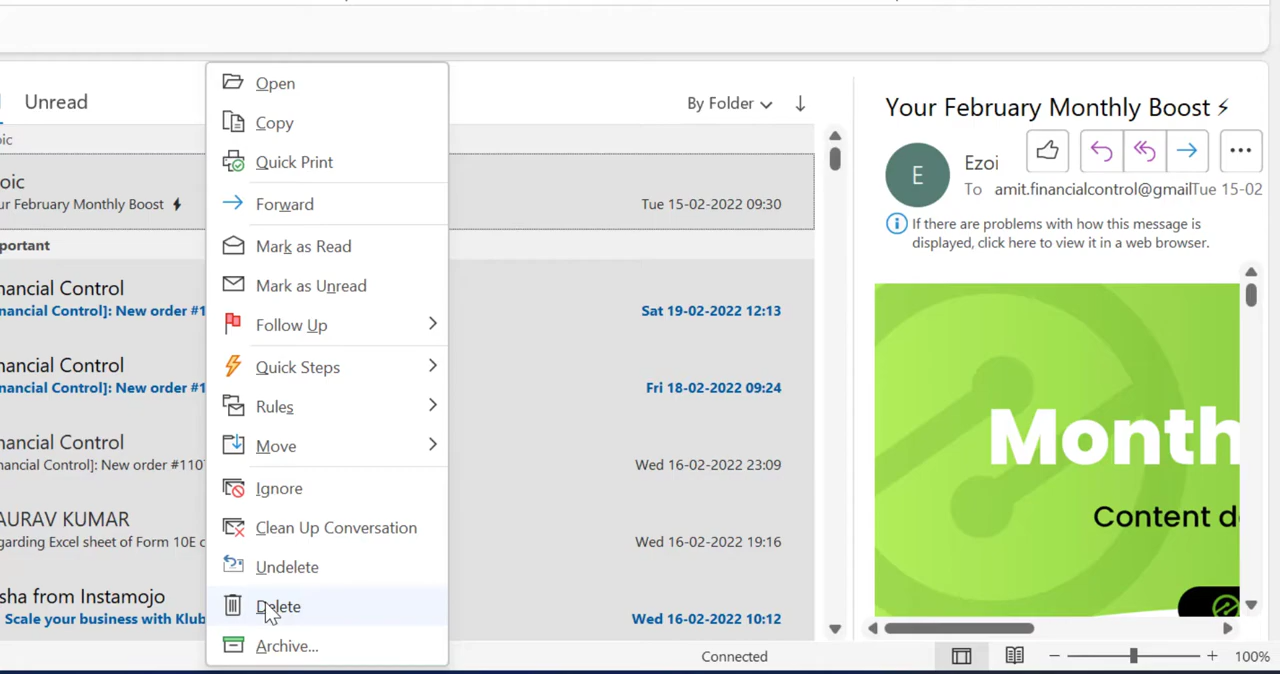 Unread
By Folder
oic
ur February Monthly Boost
Tue 15-02-2022 09:30
portant
nancial Control
nancial Control]: New order #1
Sat 19-02-2022 12:13
nancial Control
nancial Control]: New order #1
Fri 18-02-2022 09:24
nancial Control
nancial Control]: New order #110
Wed 16-02-2022 23:09
AURAV KUMAR
garding Excel sheet of Form 10E
Wed 16-02-2022 19:16
sha from Instamojo
Scale your business with Klub
Wed 16-02-2022 10:12
Open
Copy
Quick Print
Forward
Mark as Read
Mark as Unread
Follow Up
Quick Steps
Rules
Move
Ignore
Clean Up Conversation
Undelete
Delete
Archive...
Your February Monthly Boost ⚡
E
Ezoi
To amit.financialcontrol@gmail
Tue 15-02
If there are problems with how this message is
displayed, click here to view it in a web browser.
Month
Content d
Connected
100%